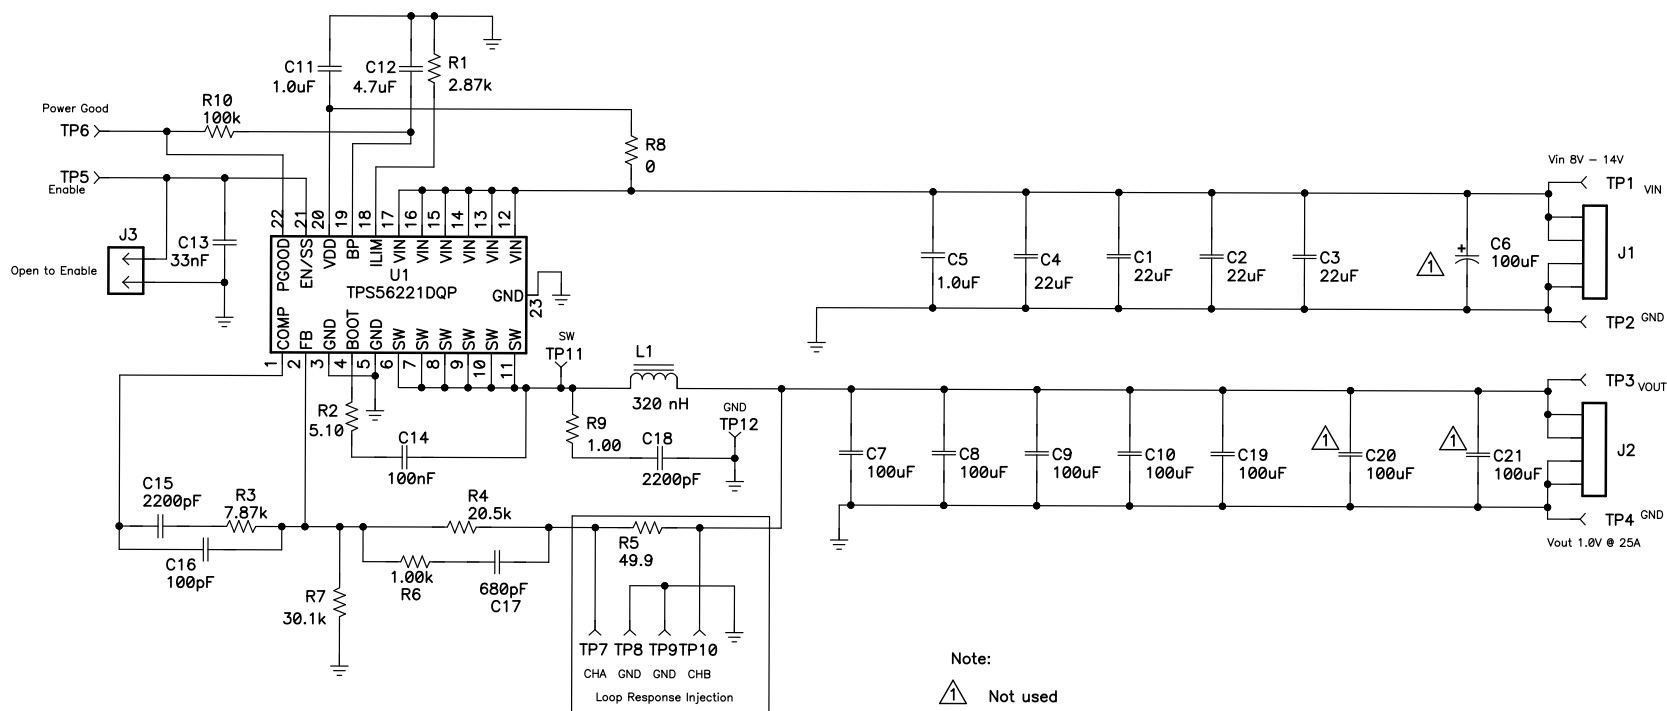 C11
1.0uF
C12
4.7uF
R1
2.87k
Power Good
TP6
R10
100k
TP5
Enable
R8
0
Vin 8V - 14V
TP1 VIN
J3
Open to Enable
C13
33nF
22 21 20 19 18 17 16 15 14 13 12
PGOOD EN/SS VDD BP ILIM VIN VIN VIN VIN VIN VIN
U1
TPS56221DQP
GND 23
COMP FB GND BOOT GND SW SW SW SW SW SW
1 2 3 4 5 6 7 8 9 10 11
C5
1.0uF
C4
22uF
C1
22uF
C2
22uF
C3
22uF
1
+
C6
100uF
J1
TP2 GND
SW
TP11
L1
320 nH
R2
5.10
C14
100nF
R9
1.00
C18
2200pF
GND
TP12
TP3 VOUT
C7
100uF
C8
100uF
C9
100uF
C10
100uF
C19
100uF
1
C20
100uF
1
C21
100uF
J2
TP4 GND
Vout 1.0V @ 25A
C15
2200pF
R3
7.87k
C16
100pF
R4
20.5k
1.00k
R6
680pF
C17
R7
30.1k
R5
49.9
TP7 TP8 TP9 TP10
CHA GND GND CHB
Loop Response Injection
Note:
1 Not used